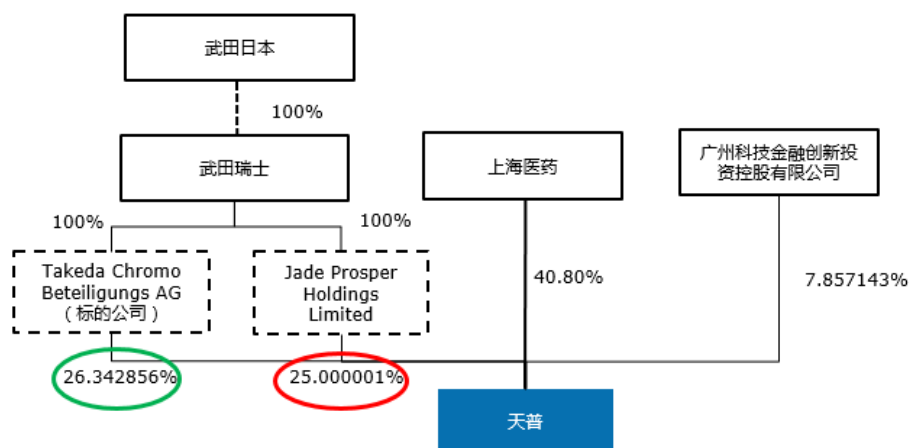 武田日本
100%
武田瑞士
上海医药
广州科技金融创新投
资控股有限公司
100%
100%
Takeda Chromo
Beteiligungs AG
（标的公司）
Jade Prosper
Holdings
Limited
40.80%
7.857143%
26.342856%
25.000001%
天普